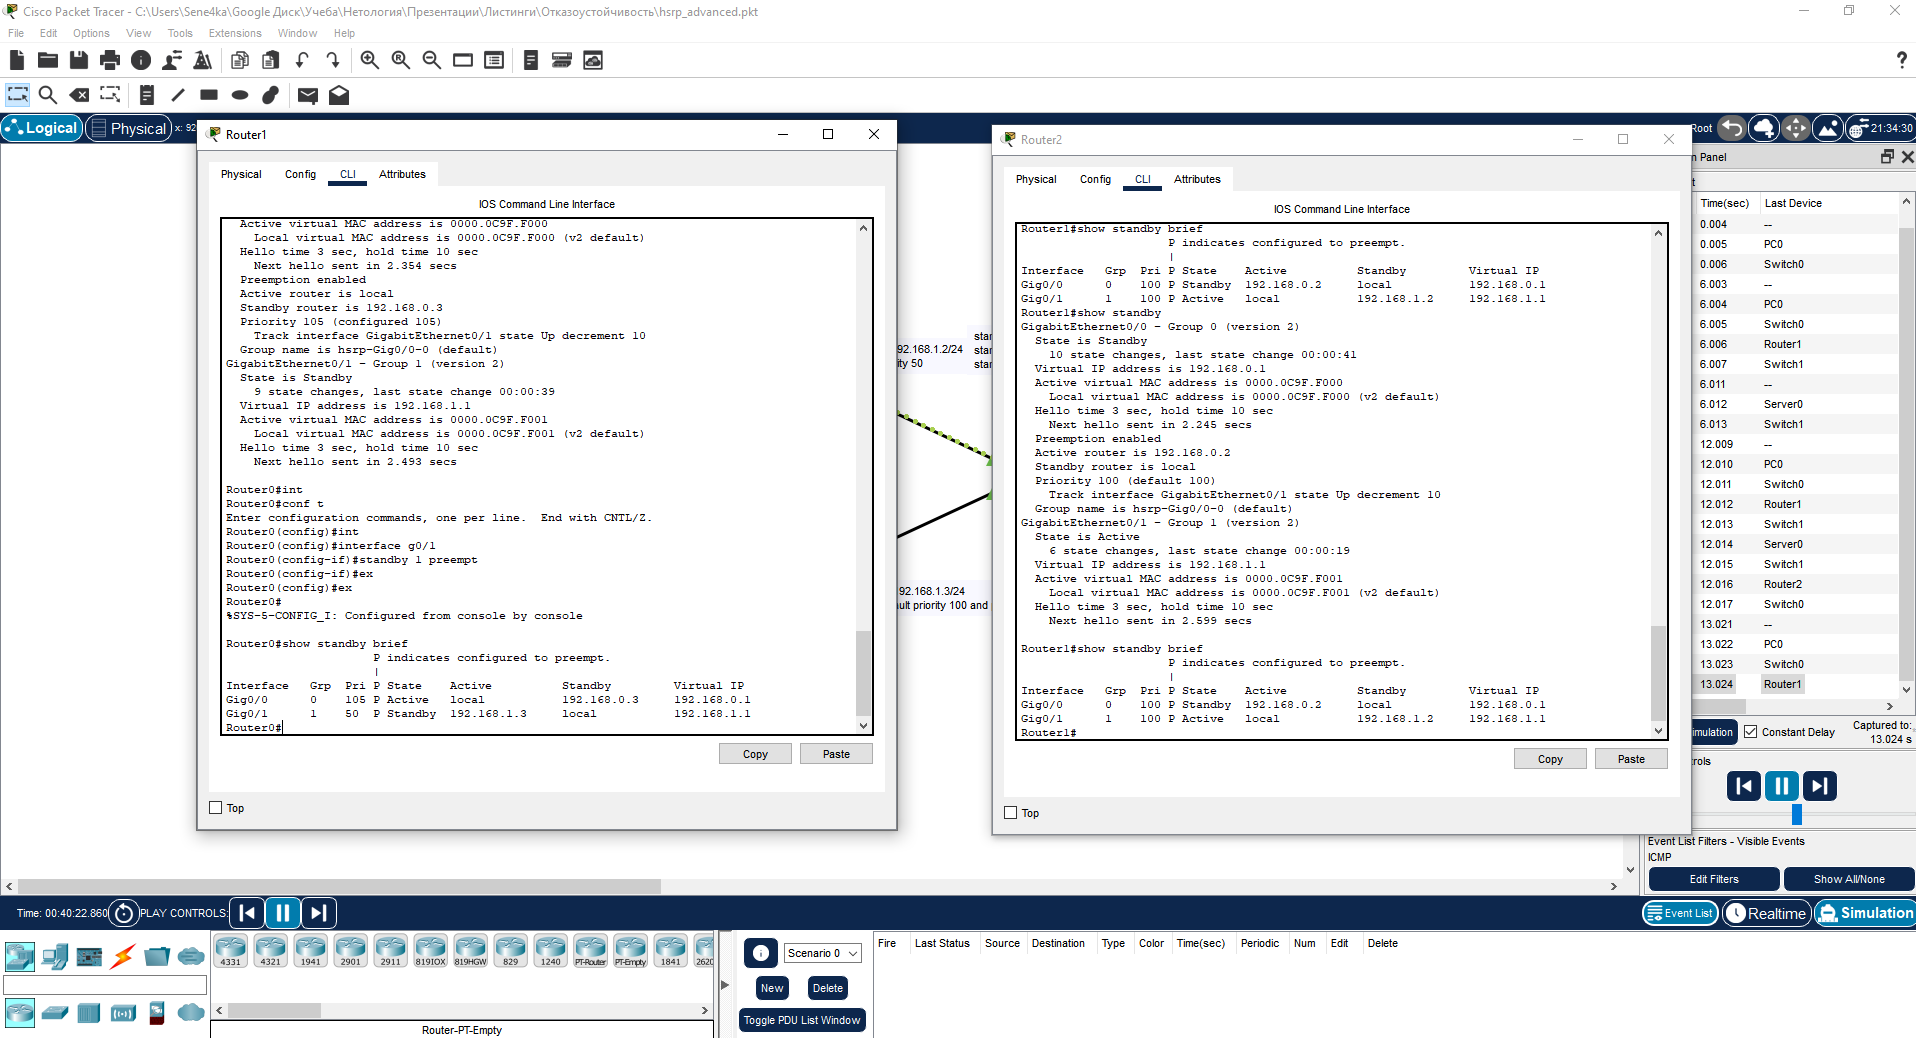 Cisco Packet Tracer - C:\Users\Sene4ka\Google Диск\Учеба\Нетология\Презентации\Листинги\Отказоустойчивость\hsrp_advanced.pkt
File Edit Options View Tools Extensions Window Help
Logical
Physical
x: 92
Root
21:34:30
Router1
Physical Config CLI Attributes
IOS Command Line Interface
Active virtual MAC address is 0000.0C9F.F000
Local virtual MAC address is 0000.0C9F.F000 (v2 default)
Hello time 3 sec, hold time 10 sec
Next hello sent in 2.354 secs
Preemption enabled
Active router is local
Standby router is 192.168.0.3
Priority 105 (configured 105)
Track interface GigabitEthernet0/1 state Up decrement 10
Group name is hsrp-Gig0/0-0 (default)
GigabitEthernet0/1 - Group 1 (version 2)
State is Standby
9 state changes, last state change 00:00:39
Virtual IP address is 192.168.1.1
Active virtual MAC address is 0000.0C9F.F001
Local virtual MAC address is 0000.0C9F.F001 (v2 default)
Hello time 3 sec, hold time 10 sec
Next hello sent in 2.493 secs
Router0#int
Router0#conf t
Enter configuration commands, one per line. End with CNTL/Z.
Router0(config)#int
Router0(config)#interface g0/1
Router0(config-if)#standby 1 preempt
Router0(config-if)#ex
Router0(config)#ex
Router0#
%SYS-5-CONFIG_I: Configured from console by console
Router0#show standby brief
P indicates configured to preempt.
|
Interface Grp Pri P State Active Standby Virtual IP
Gig0/0 0 105 P Active local 192.168.0.3 192.168.0.1
Gig0/1 1 50 P Standby 192.168.1.3 local 192.168.1.1
Router0#
Copy Paste
Top
92.168.1.2/24
ity 50
star
star
star
92.168.1.3/24
ault priority 100 and
Router2
Physical Config CLI Attributes
IOS Command Line Interface
Router1#show standby brief
P indicates configured to preempt.
|
Interface Grp Pri P State Active Standby Virtual IP
Gig0/0 0 100 P Standby 192.168.0.2 local 192.168.0.1
Gig0/1 1 100 P Active local 192.168.1.2 192.168.1.1
Router1#show standby
GigabitEthernet0/0 - Group 0 (version 2)
State is Standby
10 state changes, last state change 00:00:41
Virtual IP address is 192.168.0.1
Active virtual MAC address is 0000.0C9F.F000
Local virtual MAC address is 0000.0C9F.F000 (v2 default)
Hello time 3 sec, hold time 10 sec
Next hello sent in 2.245 secs
Preemption enabled
Active router is 192.168.0.2
Standby router is local
Priority 100 (default 100)
Track interface GigabitEthernet0/1 state Up decrement 10
Group name is hsrp-Gig0/0-0 (default)
GigabitEthernet0/1 - Group 1 (version 2)
State is Active
6 state changes, last state change 00:00:19
Virtual IP address is 192.168.1.1
Active virtual MAC address is 0000.0C9F.F001
Local virtual MAC address is 0000.0C9F.F001 (v2 default)
Hello time 3 sec, hold time 10 sec
Next hello sent in 2.599 secs
Router1#show standby brief
P indicates configured to preempt.
|
Interface Grp Pri P State Active Standby Virtual IP
Gig0/0 0 100 P Standby 192.168.0.2 local 192.168.0.1
Gig0/1 1 100 P Active local 192.168.1.2 192.168.1.1
Router1#
Copy Paste
Top
n Panel
t
Time(sec) Last Device
0.004 --
0.005 PC0
0.006 Switch0
6.003 --
6.004 PC0
6.005 Switch0
6.006 Router1
6.007 Switch1
6.011 --
6.012 Server0
6.013 Switch1
12.009 --
12.010 PC0
12.011 Switch0
12.012 Router1
12.013 Switch1
12.014 Server0
12.015 Switch1
12.016 Router2
12.017 Switch0
13.021 --
13.022 PC0
13.023 Switch0
13.024 Router1
imulation
Constant Delay
Captured to:
13.024 s
rols
Event List Filters - Visible Events
ICMP
Edit Filters Show All/None
Time: 00:40:22.860
PLAY CONTROLS:
Event List Realtime Simulation
4331 4321 1941 2901 2911 819IOX 819HGW 829 1240 PT-Router PT-Empty 1841 2620
Router-PT-Empty
Scenario 0
New Delete
Toggle PDU List Window
Fire Last Status Source Destination Type Color Time(sec) Periodic Num Edit Delete